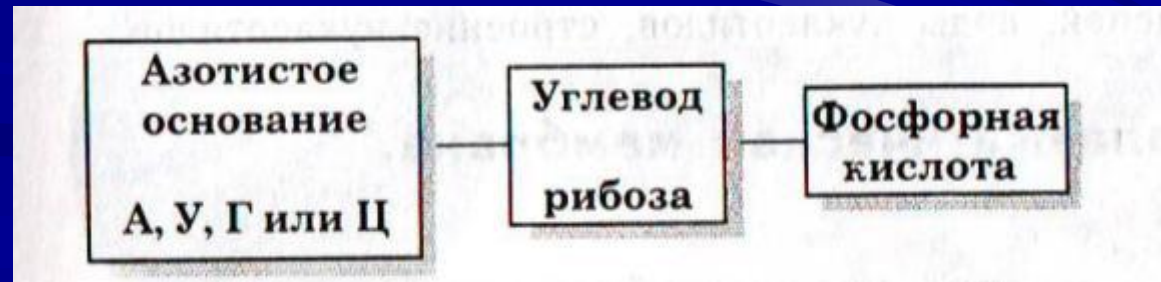 Азотистое
основание
А, У, Г или Ц
Углевод
рибоза
Фосфорная
кислота